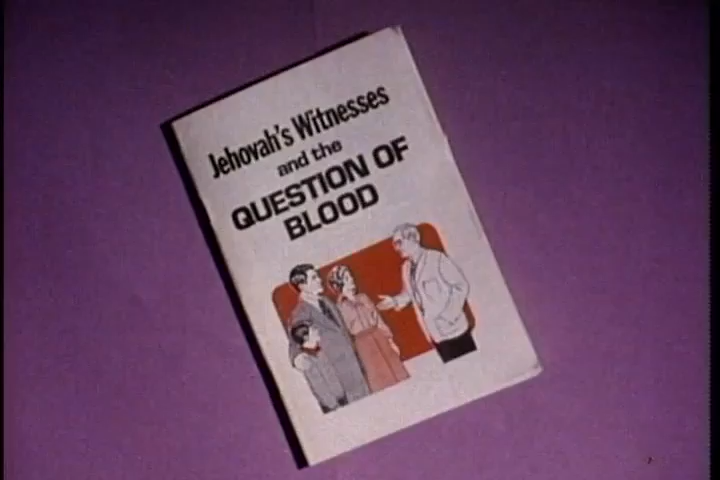 Jehovah's Witnesses
and the
QUESTION OF
BLOOD